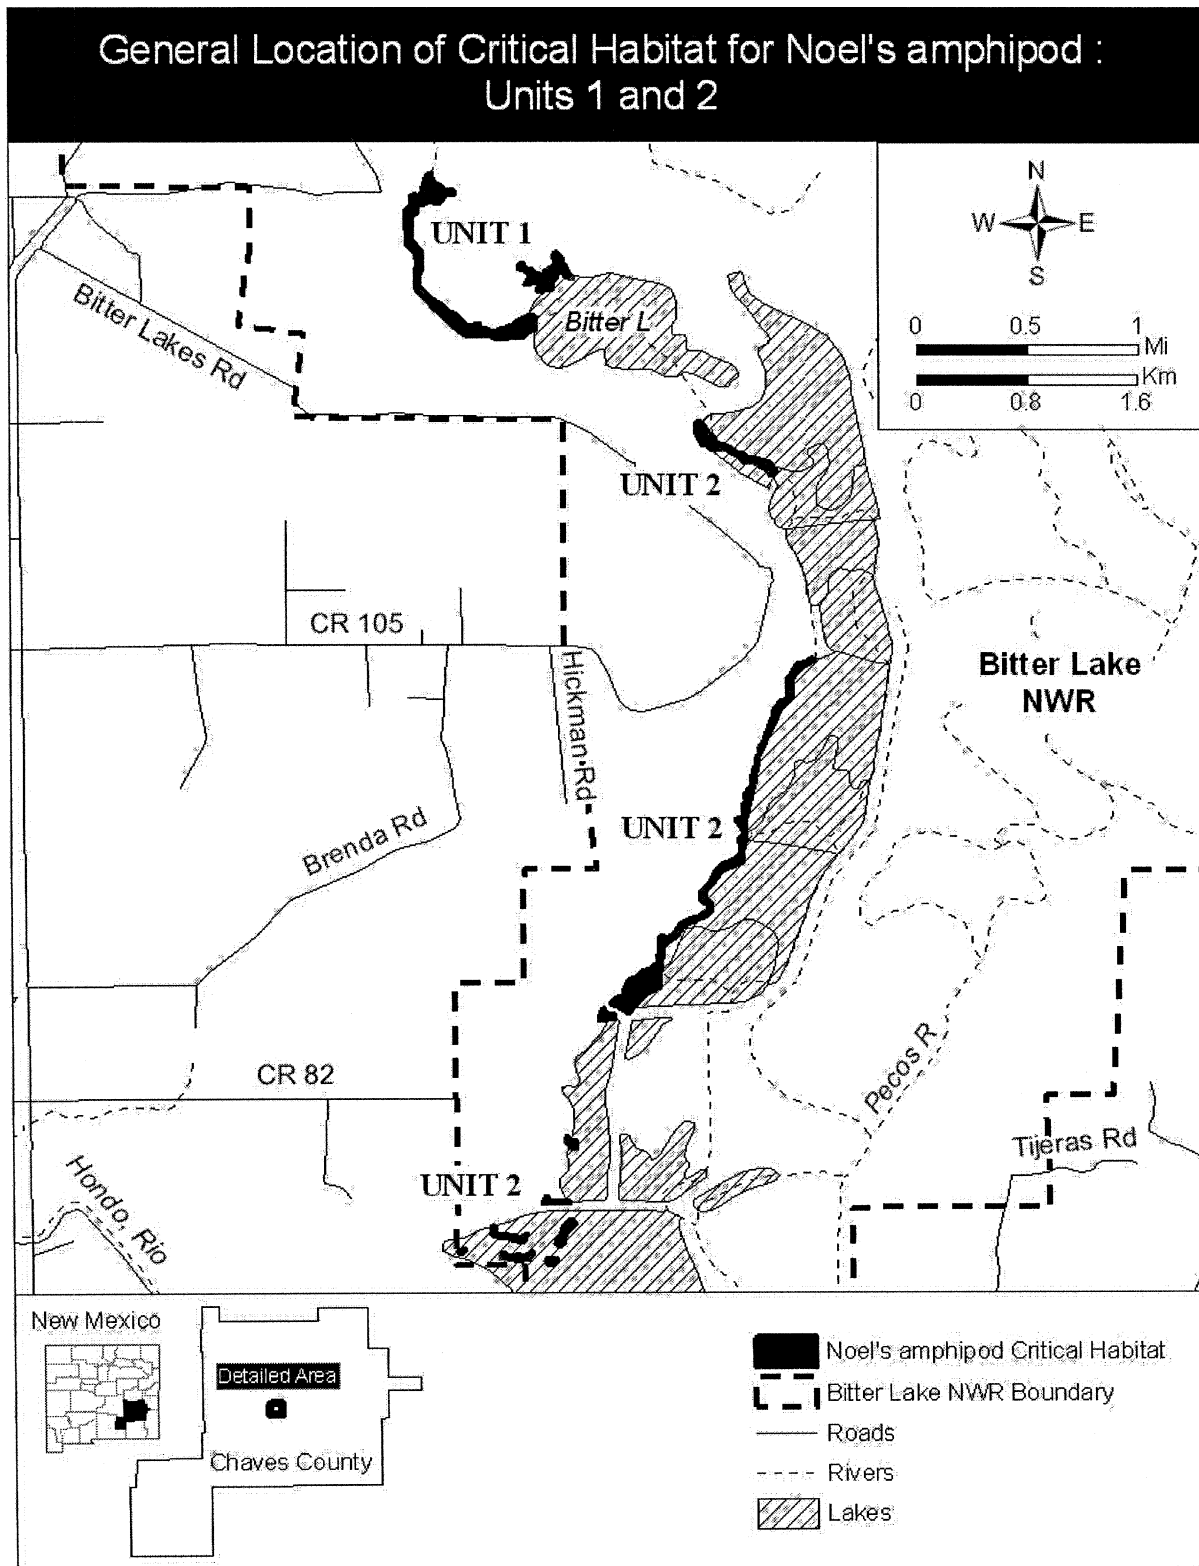 General Location of Critical Habitat for Noel's amphipod :
Units 1 and 2
N
W E
S
0 0.5 1
Mi
Km
0 0.8 1.6
UNIT 1
Bitter L
Bitter Lakes Rd
UNIT 2
CR 105
Hickman Rd
Bitter Lake
NWR
UNIT 2
Brenda Rd
Pecos R
CR 82
Tijeras Rd
UNIT 2
Hondo, Rio
New Mexico
Detailed Area
Chaves County
Noel's amphipod Critical Habitat
Bitter Lake NWR Boundary
Roads
Rivers
Lakes